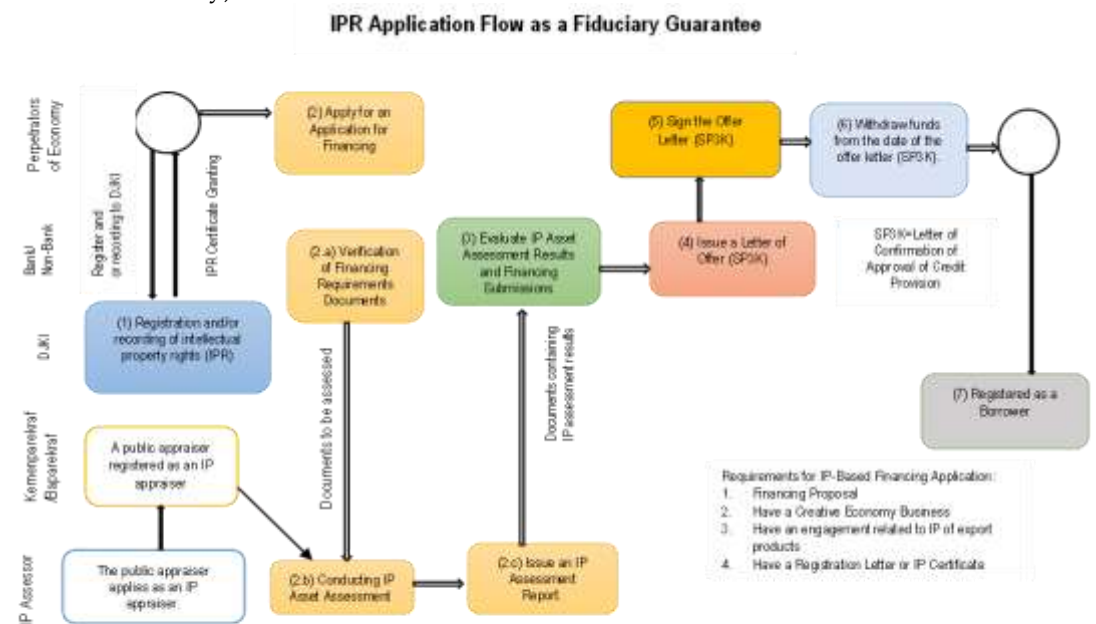 IPR Application Flow as a Fiduciary Guarantee
Perpetrators
of Economy
Register and
or recording to DJKI
IPR Certificate Granting
(2) Apply for an
Application for
Financing
(5) Sign the Offer
Letter (SP3K)
(6) Withdraw funds
from the date of the
offer letter (SP3K).
Bank/
Non-Bank
(2.a) Verification
of Financing
Requirements
Documents
(3) Evaluate IP Asset
Assessment Results
and Financing
Submissions
(4) Issue a Letter of
Offer (SP3K)
SP3K=Letter of
Confirmation of
Approval of Credit
Provision
DJKI
(1) Registration and/or
recording of intellectual
property rights (IPR)
Documents to be assessed
Documents containing
IP assessment results
(7) Registered as a
Borrower
Kemenparekraf
/Baparekraf
A public appraiser
registered as an IP
appraiser
Requirements for IP-Based Financing Application:
1. Financing Proposal
2. Have a Creative Economy Business
3. Have an engagement related to IP of export
products
4. Have a Registration Letter or IP Certificate
IP Assessor
The public appraiser
applies as an IP
appraiser.
(2.b) Conducting IP
Asset Assessment
(2.c) Issue an IP
Assessment
Report